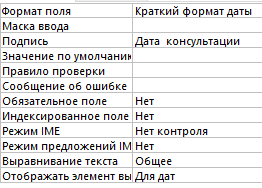 Формат поля Краткий формат даты
Маска ввода
Подпись Дата консультации
Значение по умолчани
Правило проверки
Сообщение об ошибке
Обязательное поле Нет
Индексированное поле Нет
Режим IME Нет контроля
Режим предложений IM Нет
Выравнивание текста Общее
Отображать элемент вы Для дат